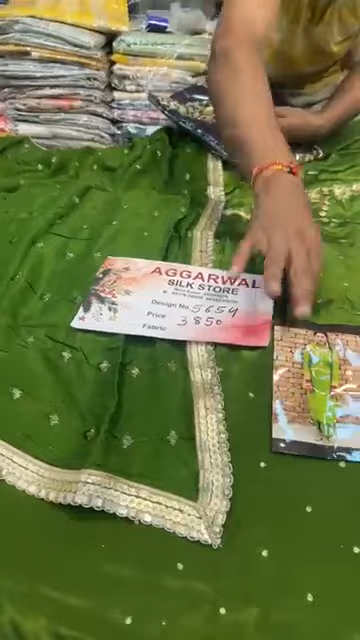 AGGARWAL
SILK STORE
Design No. 5654
Price 3850/
Fabric